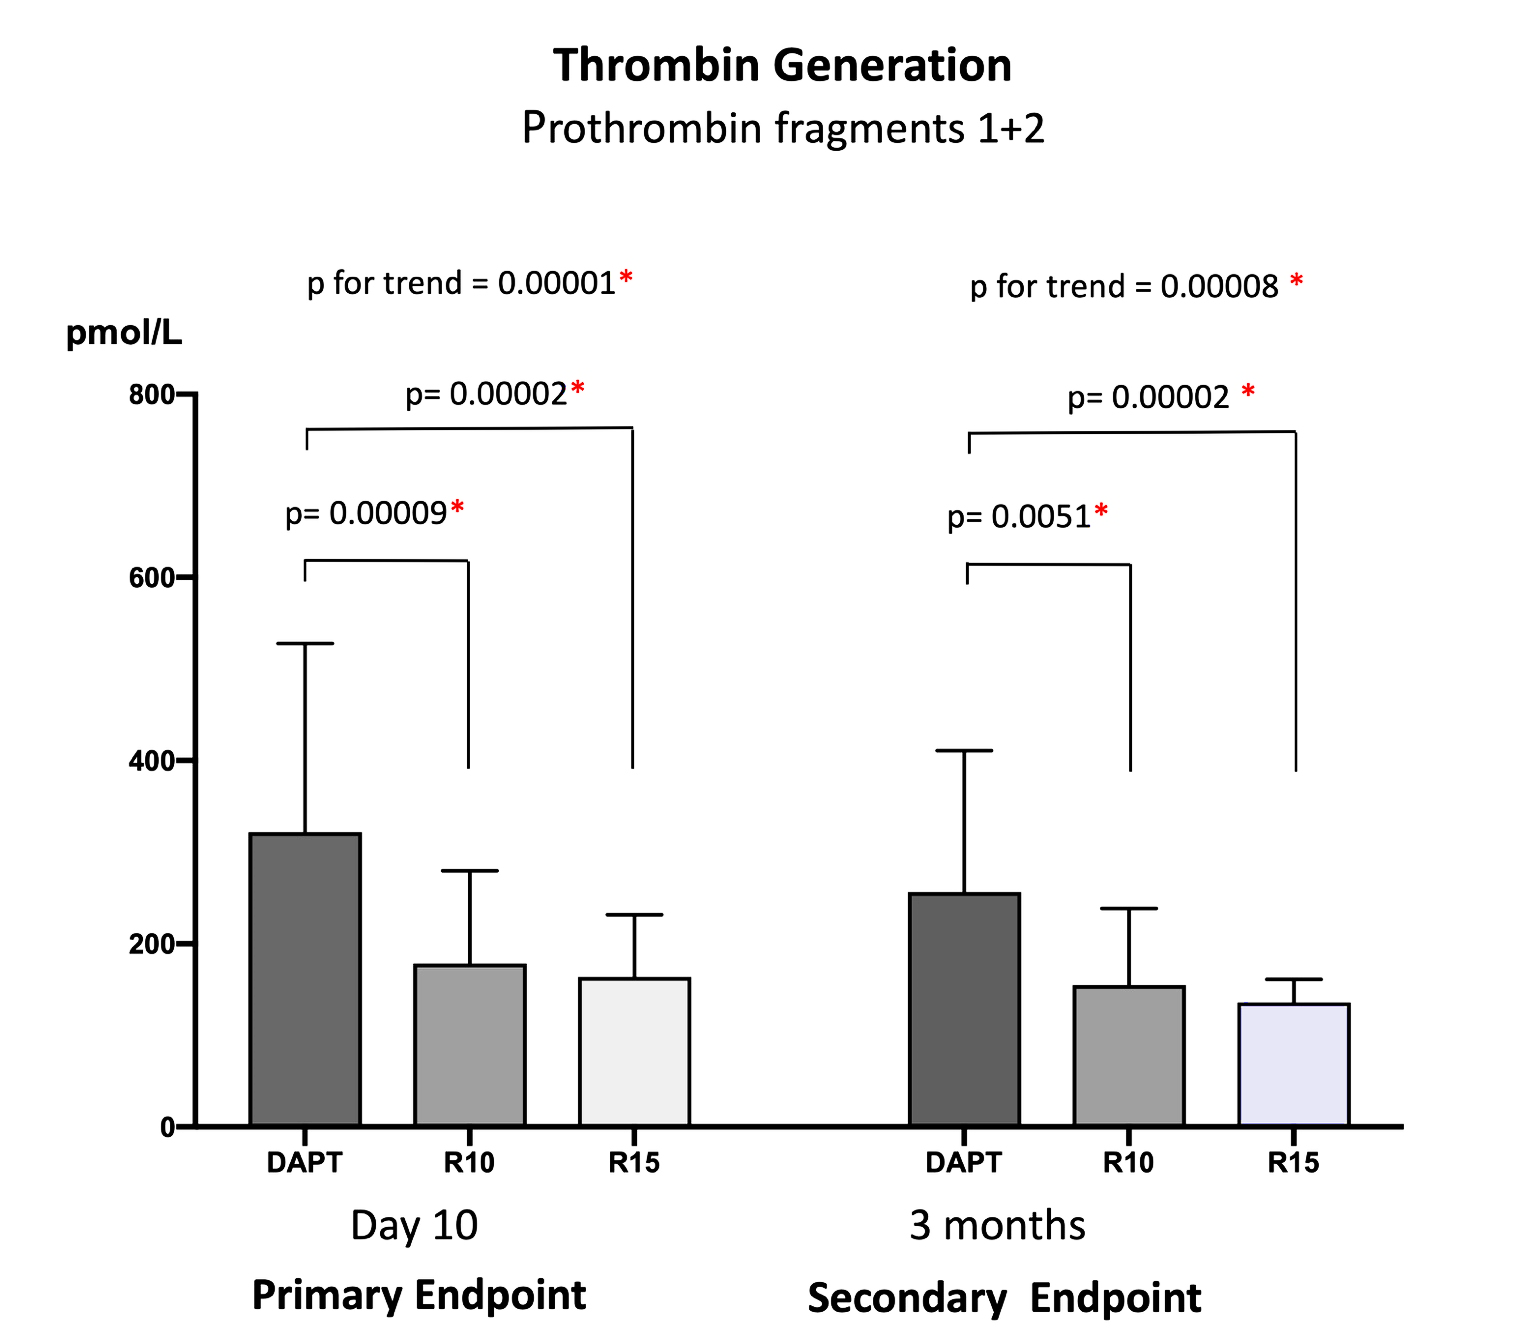 Thrombin Generation
Prothrombin fragments 1+2
p for trend = 0.00001*
p for trend = 0.00008 *
pmol/L
800
p= 0.00002*
p= 0.00002 *
p= 0.00009*
p= 0.0051*
600
400
200
0
DAPT R10 R15 DAPT R10 R15
Day 10 3 months
Primary Endpoint Secondary Endpoint